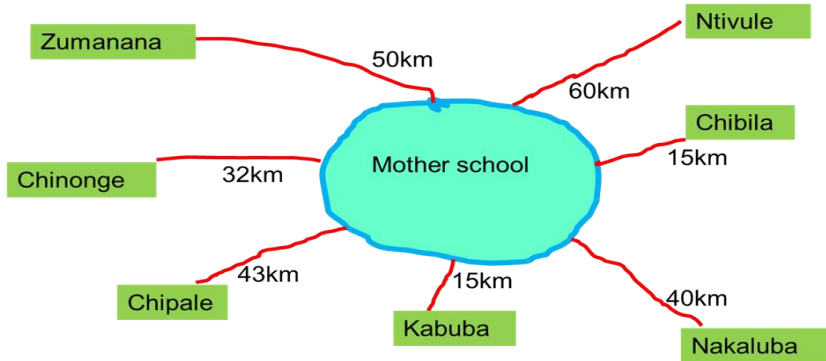 Zumanana
50km
Ntivule
60km
Chibila
15km
Mother school
Chinonge
32km
Chipale
43km
Kabuba
15km
Nakaluba
40km